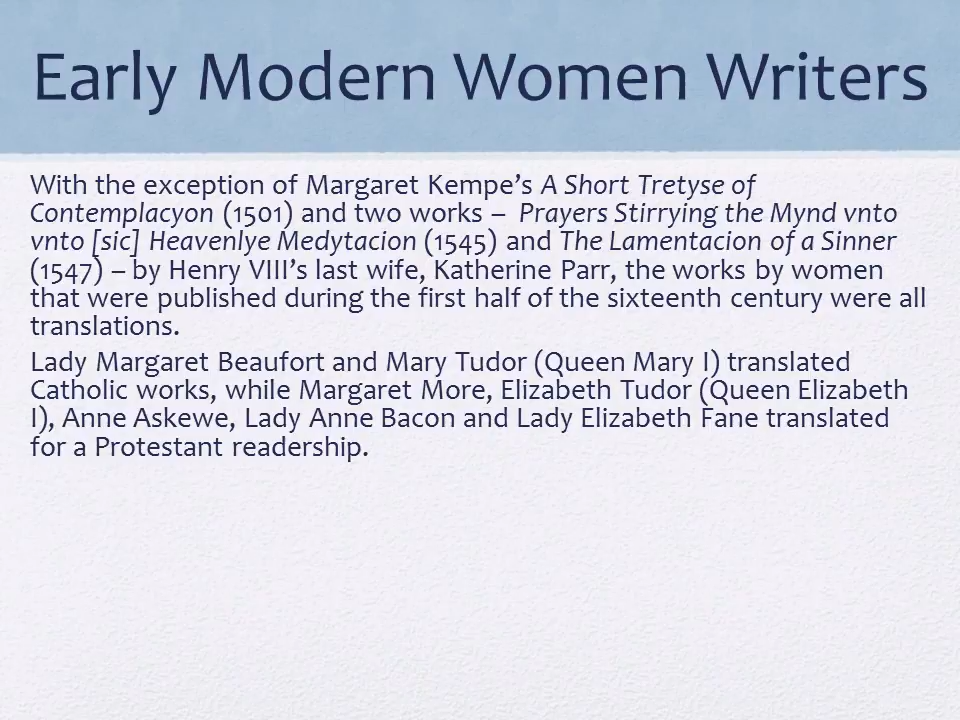 Early Modern Women Writers
With the exception of Margaret Kempe’s A Short Tretyse of
Contemplacyon (1501) and two works – Prayers Stirrying the Mynd vnto
vnto [sic] Heavenlye Medytacion (1545) and The Lamentacion of a Sinner
(1547) – by Henry VIII’s last wife, Katherine Parr, the works by women
that were published during the first half of the sixteenth century were all
translations.
Lady Margaret Beaufort and Mary Tudor (Queen Mary I) translated
Catholic works, while Margaret More, Elizabeth Tudor (Queen Elizabeth
I), Anne Askewe, Lady Anne Bacon and Lady Elizabeth Fane translated
for a Protestant readership.